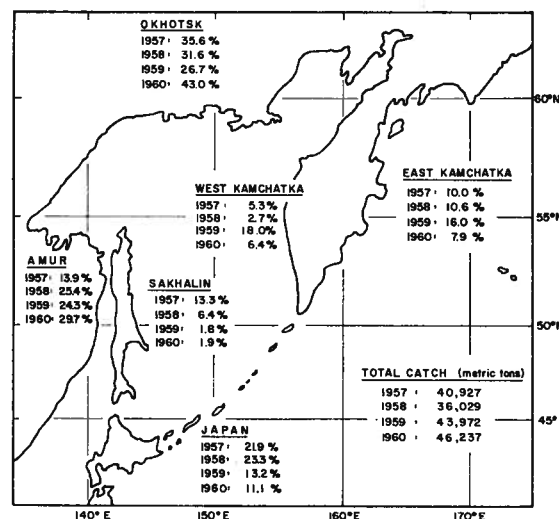 OKHOTSK
1957: 35.6 %
1958: 31.6 %
1959: 26.7 %
1960: 43.0 %
60°N
WEST KAMCHATKA
1957: 5.3%
1958: 2.7%
1959: 18.0%
1960: 6.4%
EAST KAMCHATKA
1957: 10.0 %
1958: 10.6 %
1959: 16.0 %
1960: 7.9 %
55°
AMUR
1957: 13.9%
1958: 25.4%
1959: 24.3%
1960: 29.7%
SAKHALIN
1957: 13.3 %
1958: 6.4 %
1959: 1.8 %
1960: 1.9 %
50°
TOTAL CATCH (metric tons)
1957 : 40,927
1958 : 36,029
1959 : 43,972
1960 : 46,237
45°
JAPAN
1957: 21.9 %
1958: 23.3 %
1959: 13.2 %
1960: 11.1 %
140°E 150°E 160°E 170°E